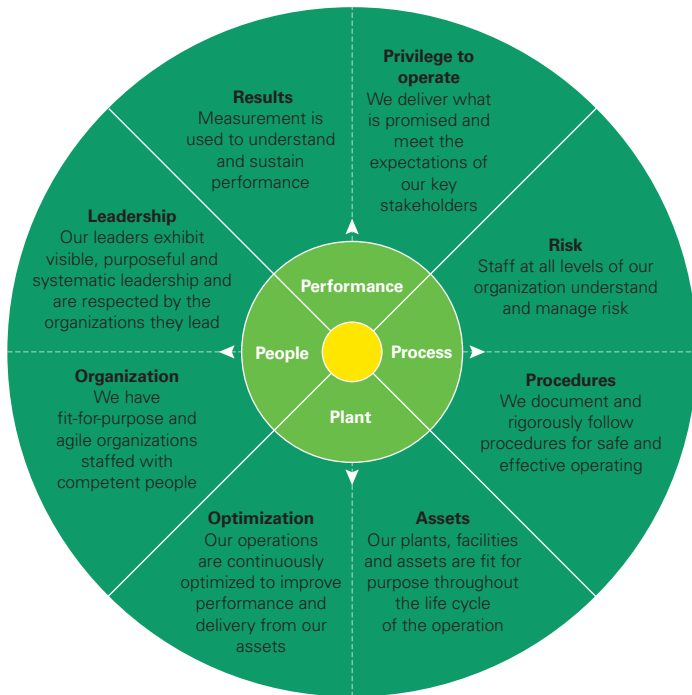 Privilege to
operate
We deliver what
is promised and
meet the
expectations of
our key
stakeholders
Risk
Staff at all levels of our
organization understand
and manage risk
Procedures
We document and
rigorously follow
procedures for safe and
effective operating
Assets
Our plants, facilities
and assets are fit for
purpose throughout
the life cycle
of the operation
Optimization
Our operations
are continuously
optimized to improve
performance and
delivery from our
assets
Organization
We have
fit-for-purpose and
agile organizations
staffed with
competent people
Leadership
Our leaders exhibit
visible, purposeful and
systematic leadership and
are respected by the
organizations they lead
Results
Measurement is
used to understand
and sustain
performance
Performance
People
Process
Plant